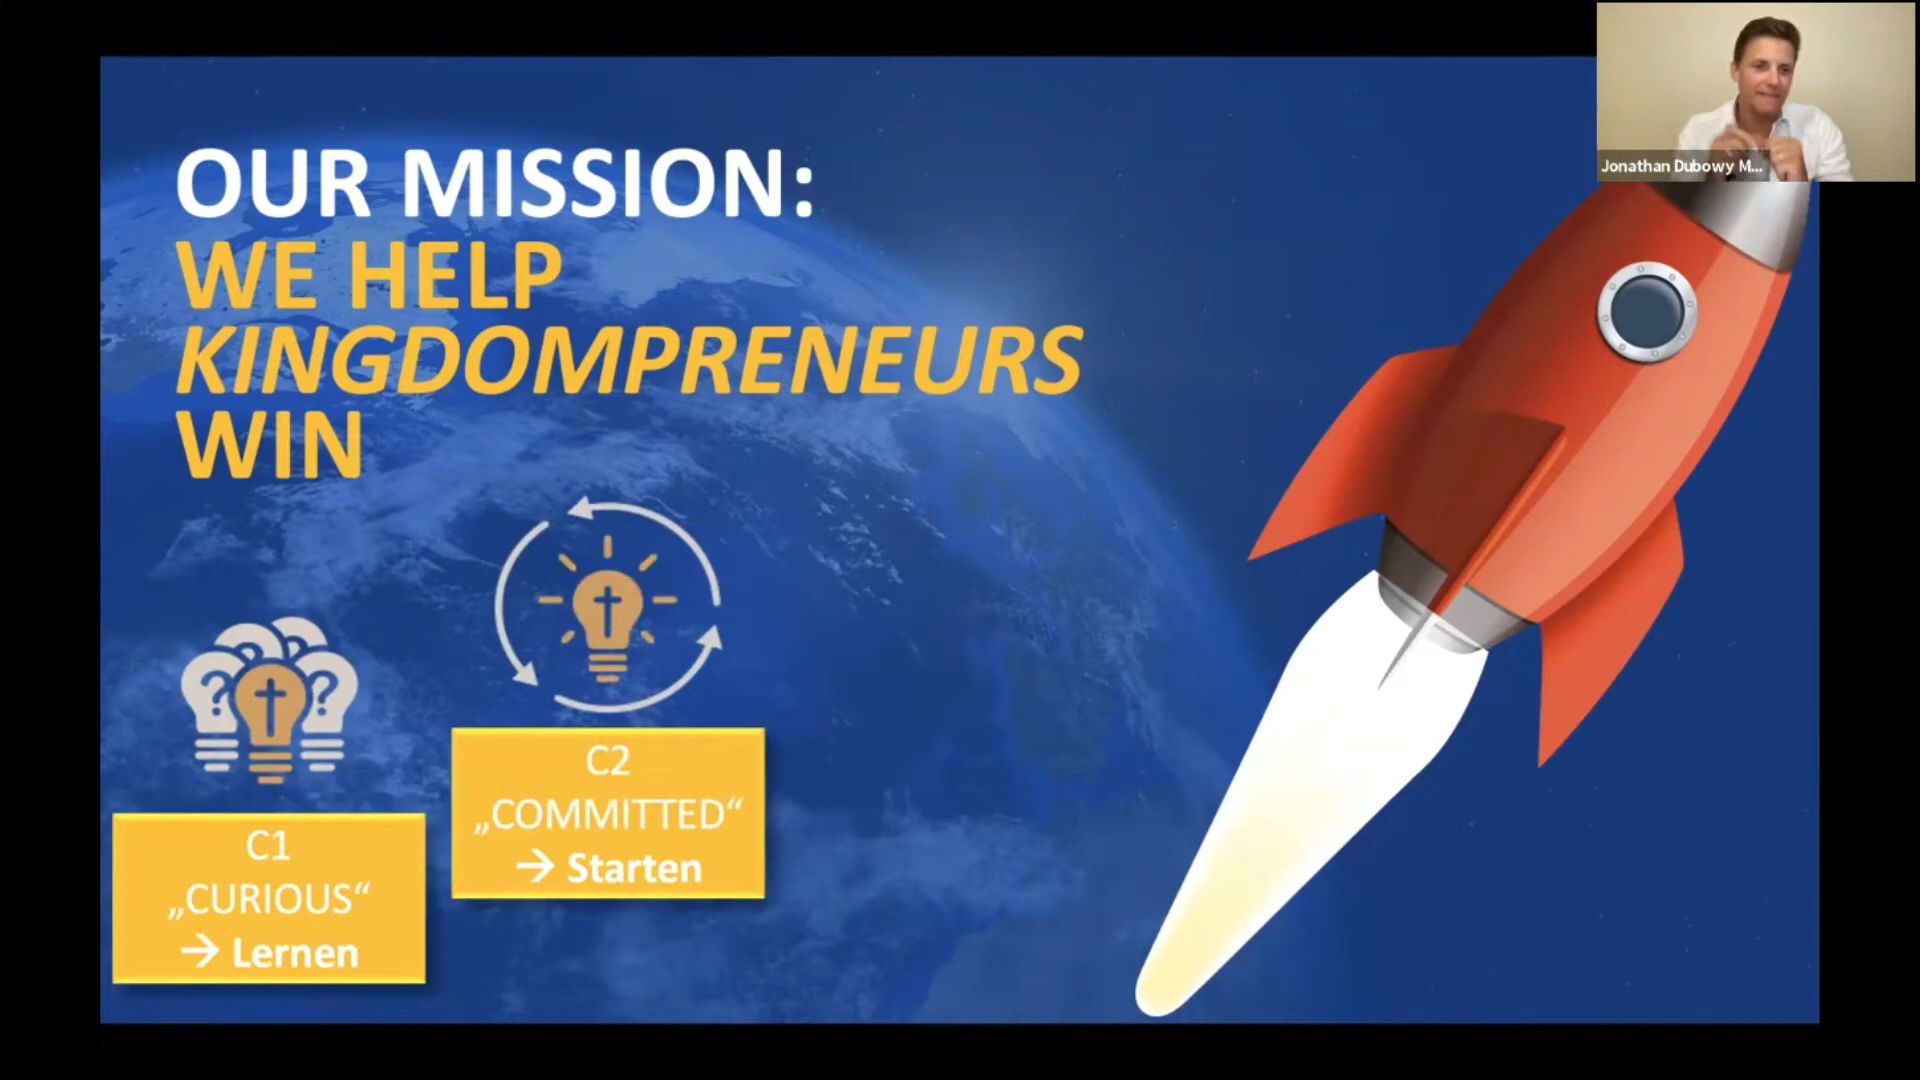 OUR MISSION:
WE HELP
KINGDOMPRENEURS
WIN
C1
„CURIOUS“
→ Lernen
C2
„COMMITTED“
→ Starten
Jonathan Dubowy M...